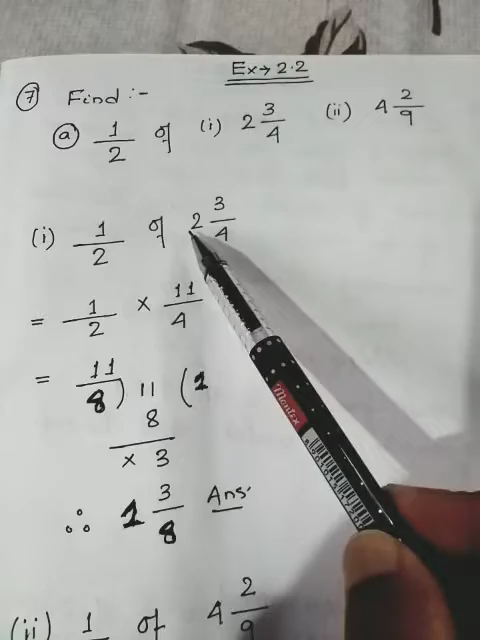 Ex→2.2
7 Find :-
a 1/2 of (i) 2 3/4 (ii) 4 2/9
(i) 1/2 of 2 3/4
= 1/2 × 11/4
= 11/8) 11 (1
8
× 3
∴ 1 3/8 Ans.
(ii) 1 of 4 2/9
Montex